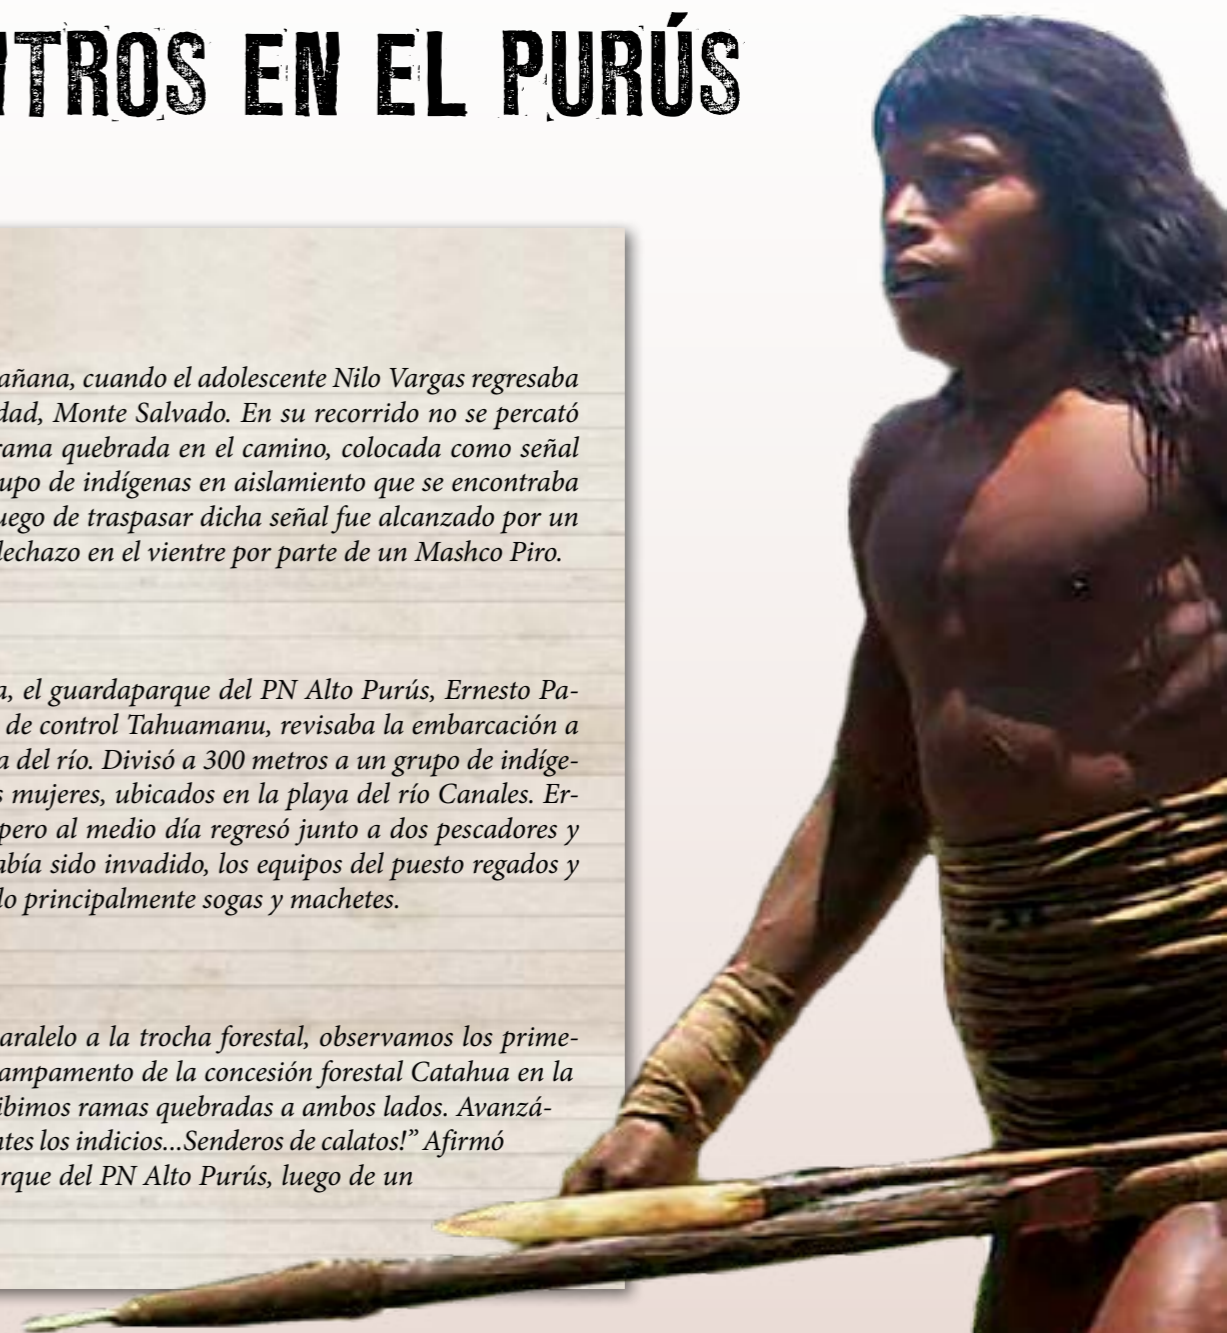 TROS EN EL PURÚS
añana, cuando el adolescente Nilo Vargas regresaba
dad, Monte Salvado. En su recorrido no se percató
rama quebrada en el camino, colocada como señal
upo de indígenas en aislamiento que se encontraba
uego de traspasar dicha señal fue alcanzado por un
lechazo en el vientre por parte de un Mashco Piro.
a, el guardaparque del PN Alto Purús, Ernesto Pa-
de control Tahuamanu, revisaba la embarcación a
a del río. Divisó a 300 metros a un grupo de indíge-
s mujeres, ubicados en la playa del río Canales. Er-
pero al medio día regresó junto a dos pescadores y
abía sido invadido, los equipos del puesto regados y
lo principalmente sogas y machetes.
aralelo a la trocha forestal, observamos los prime-
ampamento de la concesión forestal Catahua en la
ibimos ramas quebradas a ambos lados. Avanzá-
ntes los indicios...Senderos de calatos!” Afirmó
rque del PN Alto Purús, luego de un